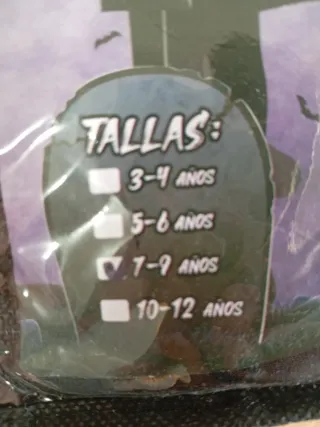 TALLAS:
3-4 AÑOS
5-6 AÑOS
7-9 AÑOS
10-12 AÑOS